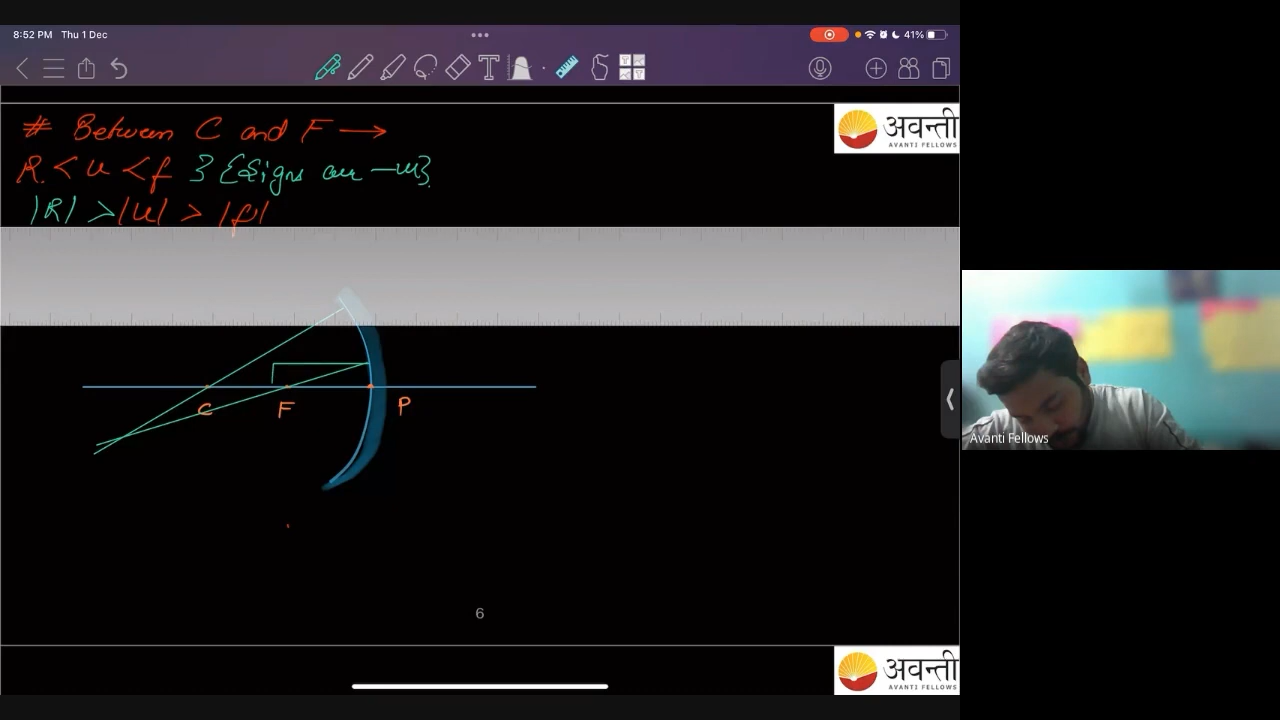 8:52 PM Thu 1 Dec
41%
# Between C and F →
R < u < f } {Signs are -ve}
|R| > |u| > |f|
अवन्ती
AVANTI FELLOWS
C F P
6
अवन्ती
AVANTI FELLOWS
Avanti Fellows